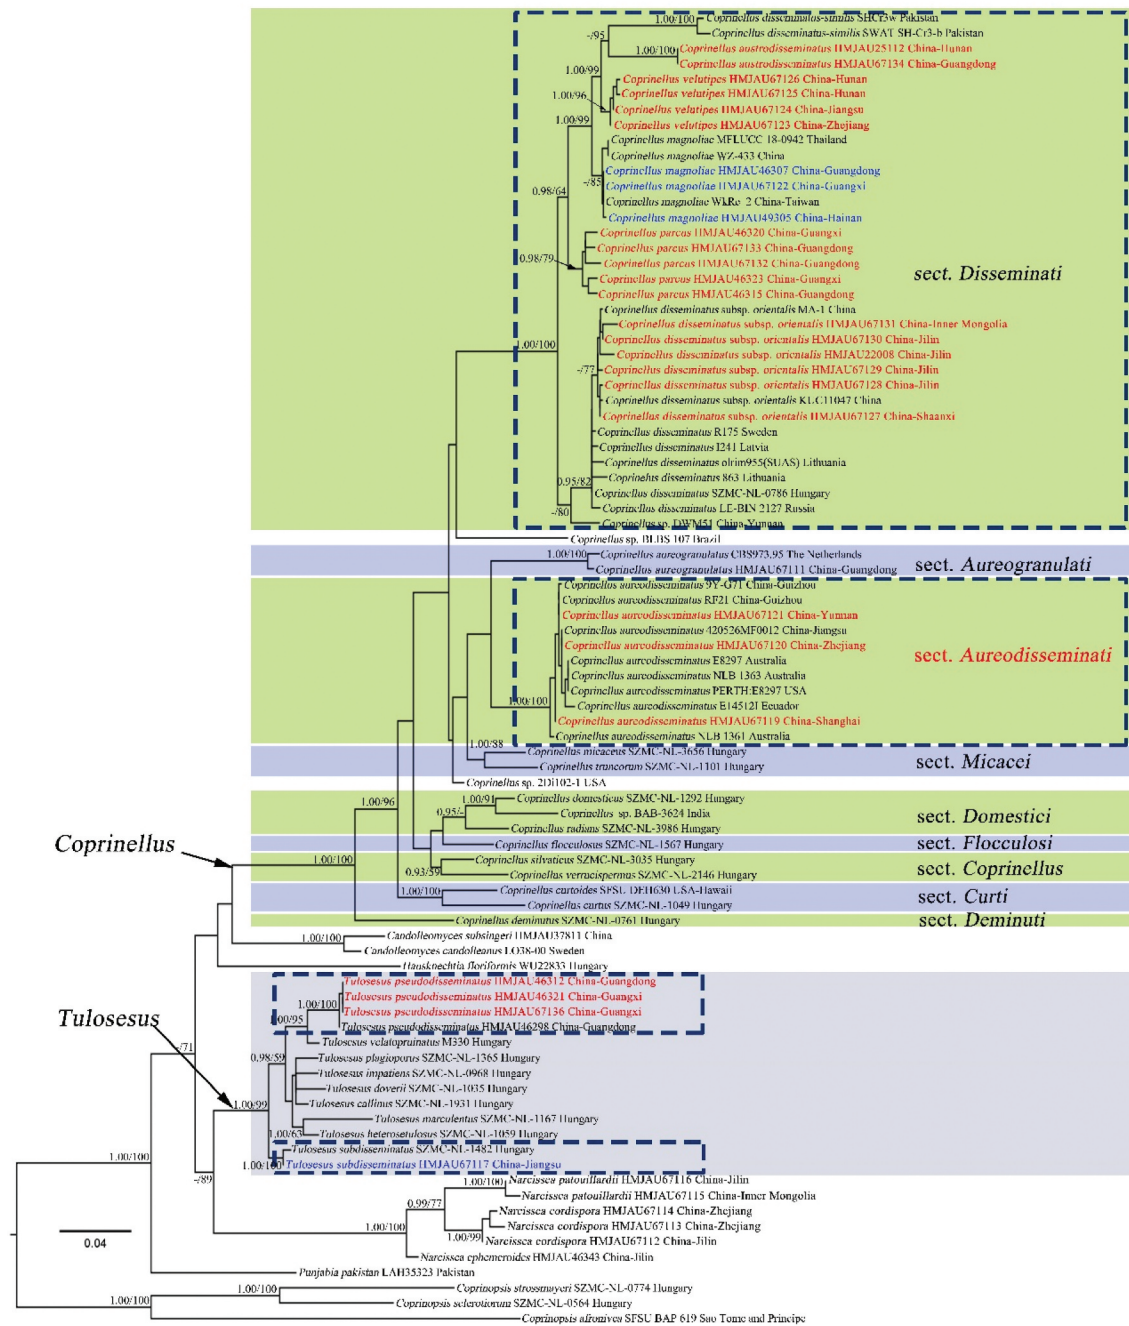 1.00/100
Coprinellus disseminatus-similis SHCr3w Pakistan
Coprinellus disseminatus-similis SWAT SH-Cr3-b Pakistan
-/95
1.00/100
Coprinellus austrodisseminatus HMJAU25112 China-Hunan
Coprinellus austrodisseminatus HMJAU67134 China-Guangdong
1.00/99
Coprinellus velutipes HMJAU67126 China-Hunan
1.00/96
Coprinellus velutipes HMJAU67125 China-Hunan
Coprinellus velutipes HMJAU67124 China-Jiangsu
1.00/99
Coprinellus velutipes HMJAU67123 China-Zhejiang
Coprinellus magnoliae MFLUCC 18-0942 Thailand
Coprinellus magnoliae WZ-433 China
Coprinellus magnoliae HMJAU46307 China-Guangdong
-/85
Coprinellus magnoliae HMJAU67122 China-Guangxi
0.98/64
Coprinellus magnoliae WkRe 2 China-Taiwan
Coprinellus magnoliae HMJAU49305 China-Hainan
Coprinellus parcus HMJAU46320 China-Guangxi
Coprinellus parcus HMJAU67133 China-Guangdong
0.98/79
Coprinellus parcus HMJAU67132 China-Guangdong
Coprinellus parcus HMJAU46323 China-Guangxi
sect. Disseminati
Coprinellus parcus HMJAU46315 China-Guangdong
Coprinellus disseminatus subsp. orientalis MA-1 China
Coprinellus disseminatus subsp. orientalis HMJAU67131 China-Inner Mongolia
Coprinellus disseminatus subsp. orientalis HMJAU67130 China-Jilin
1.00/100
Coprinellus disseminatus subsp. orientalis HMJAU22008 China-Jilin
-/77
Coprinellus disseminatus subsp. orientalis HMJAU67129 China-Jilin
Coprinellus disseminatus subsp. orientalis HMJAU67128 China-Jilin
Coprinellus disseminatus subsp. orientalis KUC11047 China
Coprinellus disseminatus subsp. orientalis HMJAU67127 China-Shaanxi
Coprinellus disseminatus R175 Sweden
Coprinellus disseminatus I241 Latvia
Coprinellus disseminatus olrim955(SUAS) Lithuania
0.95/82
Coprinellus disseminatus 863 Lithuania
Coprinellus disseminatus SZMC-NL-0786 Hungary
-/80
Coprinellus disseminatus LE-BIN 2127 Russia
Coprinellus sp. DWM51 China-Yunnan
Coprinellus sp. BLBS 107 Brazil
1.00/100
Coprinellus aureogranulatus CBS973.95 The Netherlands
Coprinellus aureogranulatus HMJAU67111 China-Guangdong
sect. Aureogranulati
Coprinellus aureodisseminatus 9Y-G71 China-Guizhou
Coprinellus aureodisseminatus RF21 China-Guizhou
Coprinellus aureodisseminatus HMJAU67121 China-Yunnan
Coprinellus aureodisseminatus 420526MF0012 China-Jiangsu
Coprinellus aureodisseminatus HMJAU67120 China-Zhejiang
sect. Aureodisseminati
Coprinellus aureodisseminatus E8297 Australia
Coprinellus aureodisseminatus NLB 1363 Australia
Coprinellus aureodisseminatus PERTH:E8297 USA
1.00/100
Coprinellus aureodisseminatus E14512I Ecuador
Coprinellus aureodisseminatus HMJAU67119 China-Shanghai
Coprinellus aureodisseminatus NLB 1361 Australia
1.00/88
Coprinellus micaceus SZMC-NL-3656 Hungary
Coprinellus truncorum SZMC-NL-1101 Hungary
sect. Micacei
Coprinellus sp. 2Di102-1 USA
1.00/96
1.00/91
Coprinellus domesticus SZMC-NL-1292 Hungary
0.95/-
Coprinellus sp. BAB-3624 India
sect. Domestici
Coprinellus radians SZMC-NL-3986 Hungary
Coprinellus
Coprinellus flocculosus SZMC-NL-1567 Hungary
sect. Flocculosi
1.00/100
0.93/59
Coprinellus silvaticus SZMC-NL-3035 Hungary
Coprinellus verrucispermus SZMC-NL-2146 Hungary
sect. Coprinellus
1.00/100
Coprinellus curtoides SFSU DEH630 USA-Hawaii
Coprinellus curtus SZMC-NL-1049 Hungary
sect. Curti
Coprinellus deminutus SZMC-NL-0761 Hungary
sect. Deminuti
1.00/100
Candolleomyces subsingeri HMJAU37811 China
Candolleomyces candolleanus LO38-00 Sweden
Hausknechtia floriformis WU22833 Hungary
Tulosesus pseudodisseminatus HMJAU46312 China-Guangdong
1.00/100
Tulosesus pseudodisseminatus HMJAU46321 China-Guangxi
Tulosesus
1.00/95
Tulosesus pseudodisseminatus HMJAU67136 China-Guangxi
Tulosesus pseudodisseminatus HMJAU46298 China-Guangdong
-/71
Tulosesus velatopruinatus M330 Hungary
0.98/59
Tulosesus plagioporus SZMC-NL-1365 Hungary
Tulosesus impatiens SZMC-NL-0968 Hungary
Tulosesus doverii SZMC-NL-1035 Hungary
1.00/99
Tulosesus callinus SZMC-NL-1931 Hungary
Tulosesus marculentus SZMC-NL-1167 Hungary
1.00/63
Tulosesus heterosetulosus SZMC-NL-1059 Hungary
Tulosesus subdisseminatus SZMC-NL-1482 Hungary
1.00/100
1.00/100
Tulosesus subdisseminatus HMJAU67117 China-Jiangsu
-/89
1.00/100
Narcissea patouillardii HMJAU67116 China-Jilin
Narcissea patouillardii HMJAU67115 China-Inner Mongolia
0.99/77
Narcissea cordispora HMJAU67114 China-Zhejiang
1.00/100
Narcissea cordispora HMJAU67113 China-Zhejiang
0.04
1.00/99
Narcissea cordispora HMJAU67112 China-Jilin
Narcissea ephemeroides HMJAU46343 China-Jilin
Punjabia pakistan LAH35323 Pakistan
1.00/100
Coprinopsis strossmayeri SZMC-NL-0774 Hungary
1.00/100
Coprinopsis sclerotiorum SZMC-NL-0564 Hungary
Coprinopsis afronivea SFSU BAP 619 Sao Tome and Principe